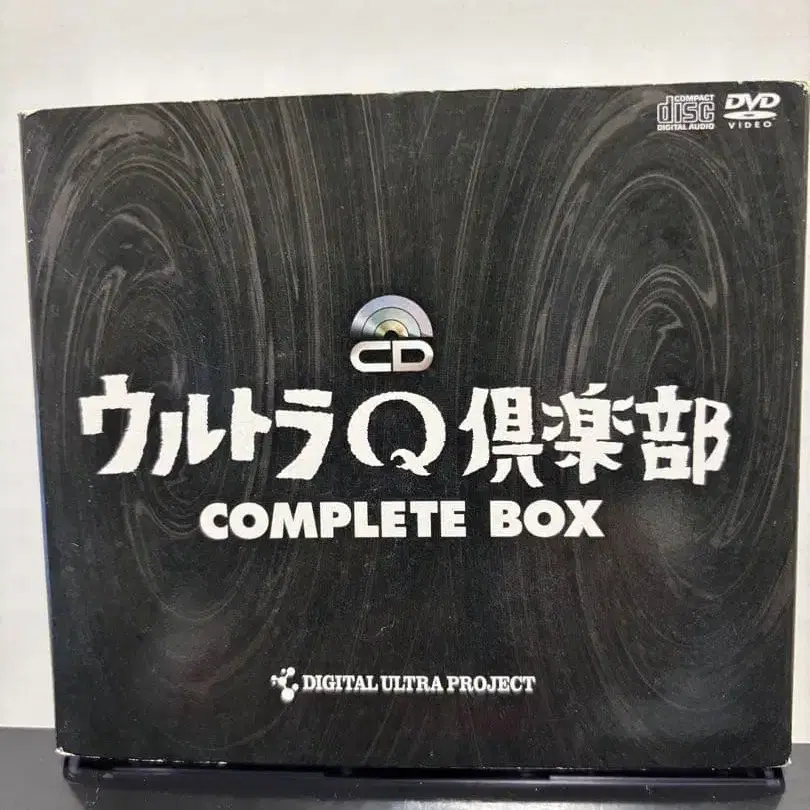 COMPACT
disc
DIGITAL AUDIO
DVD
VIDEO
CD
ウルトラQ倶楽部
COMPLETE BOX
DIGITAL ULTRA PROJECT